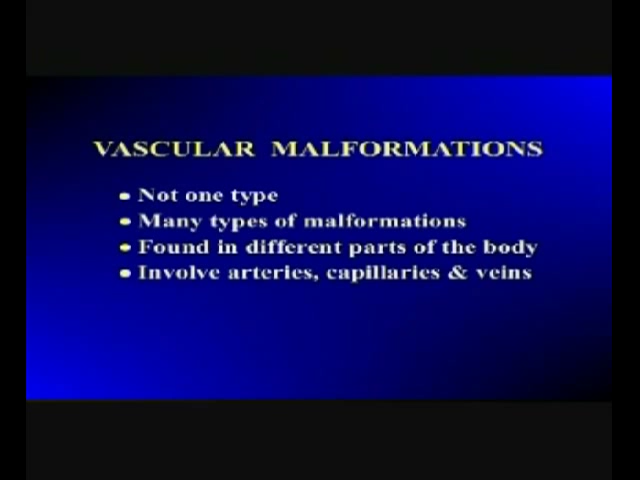 VASCULAR MALFORMATIONS
• Not one type
• Many types of malformations
• Found in different parts of the body
• Involve arteries, capillaries & veins